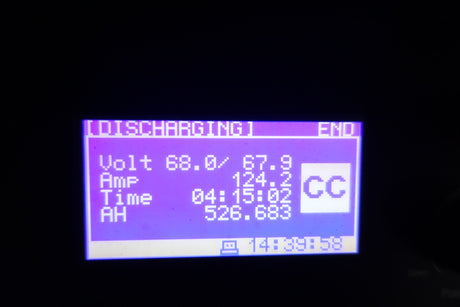 [DISCHARGING] END
Volt 68.0/ 67.9
Amp 124.2
Time 04:15:02
AH 526.683
CC
14:39:58